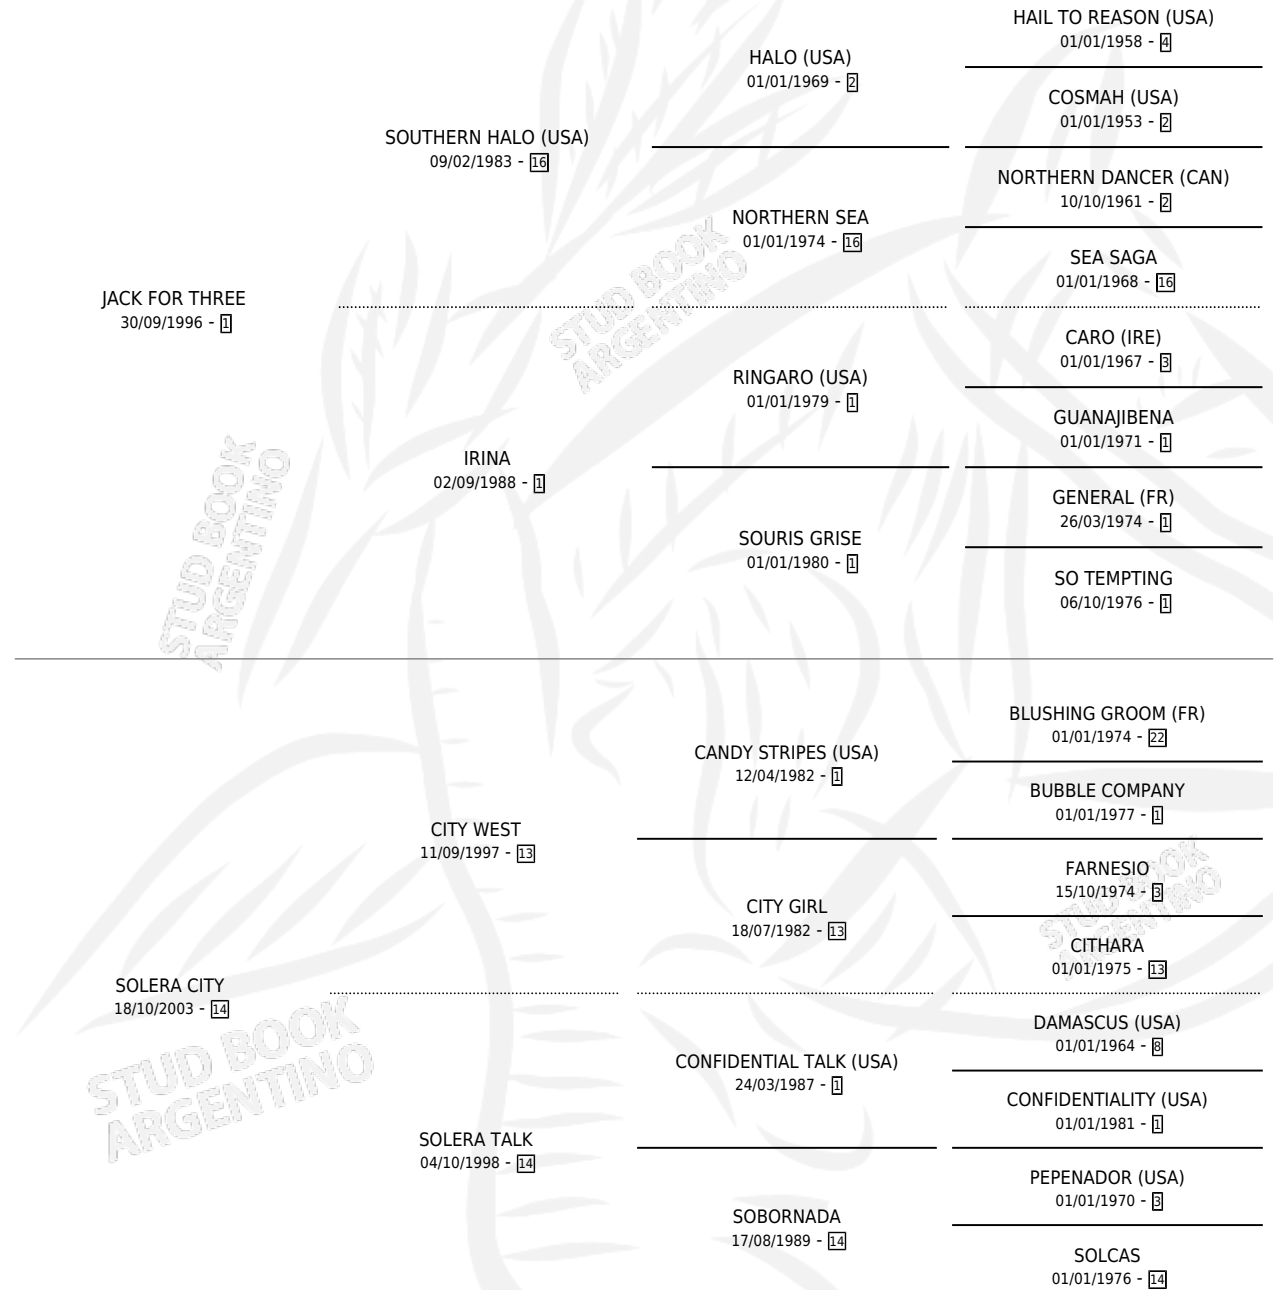 HAIL TO REASON (USA)
01/01/1958 - 4
HALO (USA)
01/01/1969 - 2
COSMAH (USA)
01/01/1953 - 2
SOUTHERN HALO (USA)
09/02/1983 - 16
NORTHERN DANCER (CAN)
10/10/1961 - 2
NORTHERN SEA
01/01/1974 - 16
SEA SAGA
01/01/1968 - 16
JACK FOR THREE
30/09/1996 - 1
CARO (IRE)
01/01/1967 - 3
RINGARO (USA)
01/01/1979 - 1
GUANAJIBENA
01/01/1971 - 1
IRINA
02/09/1988 - 1
GENERAL (FR)
26/03/1974 - 1
SOURIS GRISE
01/01/1980 - 1
SO TEMPTING
06/10/1976 - 1
BLUSHING GROOM (FR)
01/01/1974 - 22
CANDY STRIPES (USA)
12/04/1982 - 1
BUBBLE COMPANY
01/01/1977 - 1
CITY WEST
11/09/1997 - 13
FARNESIO
15/10/1974 - 3
CITY GIRL
18/07/1982 - 13
CITHARA
01/01/1975 - 13
SOLERA CITY
18/10/2003 - 14
DAMASCUS (USA)
01/01/1964 - 8
CONFIDENTIAL TALK (USA)
24/03/1987 - 1
CONFIDENTIALITY (USA)
01/01/1981 - 1
SOLERA TALK
04/10/1998 - 14
PEPENADOR (USA)
01/01/1970 - 3
SOBORNADA
17/08/1989 - 14
SOLCAS
01/01/1976 - 14
STUD BOOK
ARGENTINO
STUD BOOK
ARGENTINO
STUD BOOK
ARGENTINO
STUD BOOK
ARGENTINO